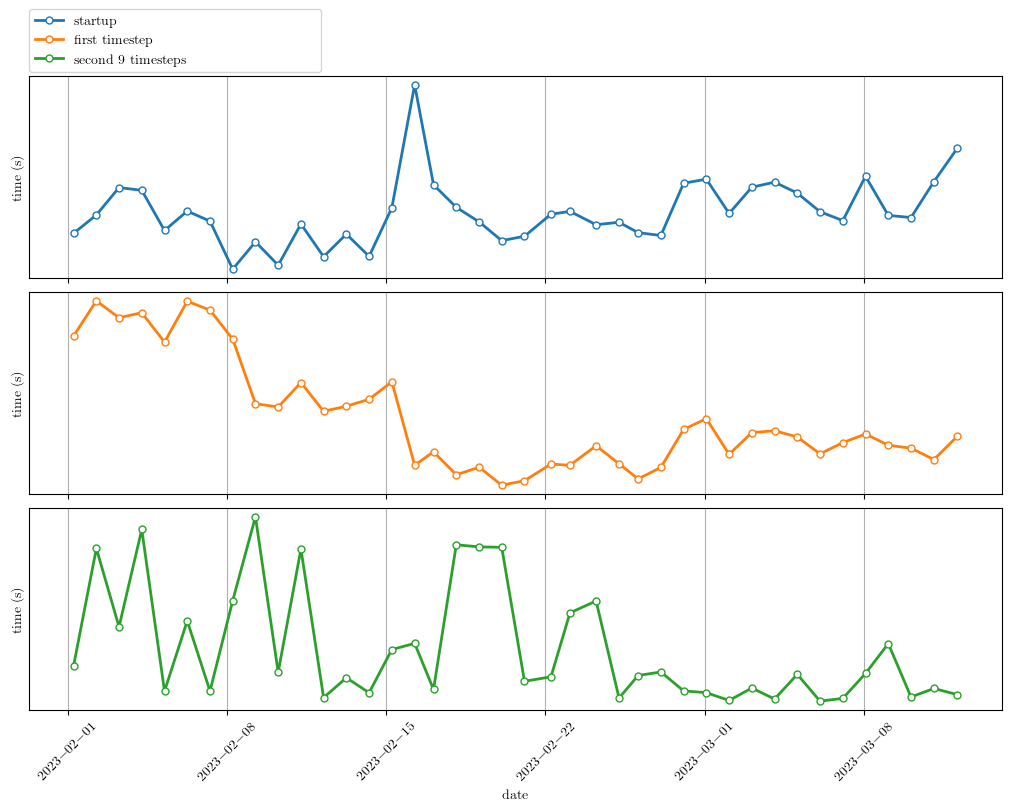 startup
first timestep
second 9 timesteps
time (s)
time (s)
time (s)
2023−02−01
2023−02−08
2023−02−15
2023−02−22
2023−03−01
2023−03−08
date